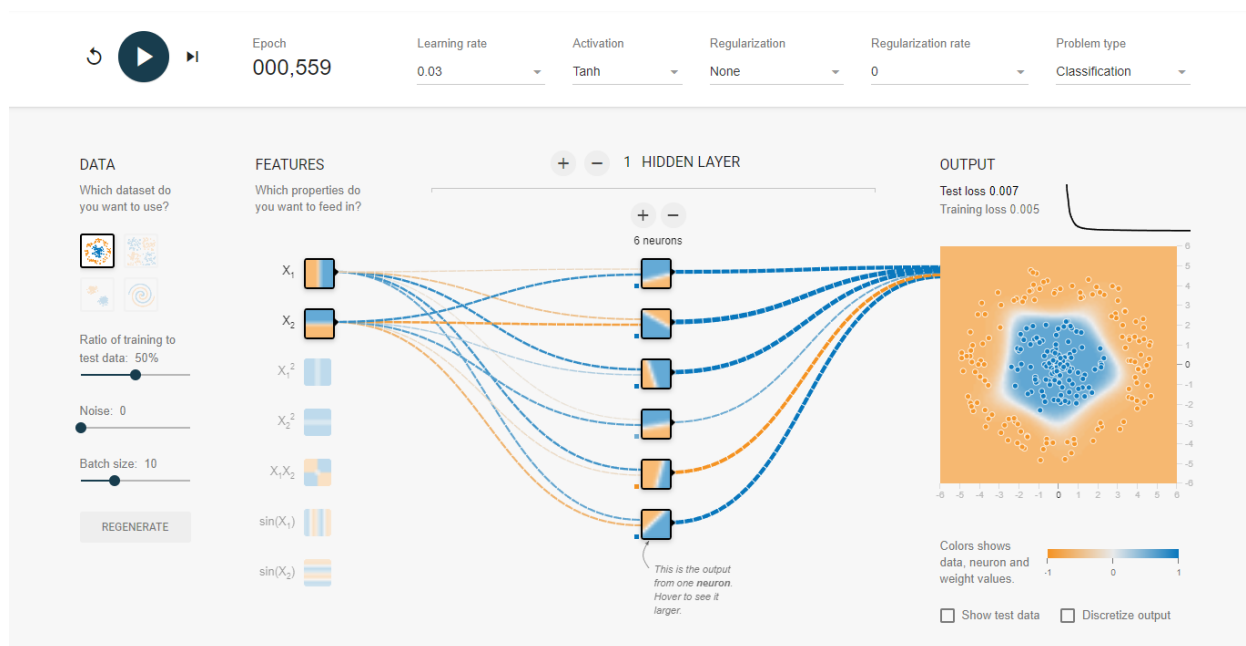 Epoch
000,559
Learning rate
0.03
Activation
Tanh
Regularization
None
Regularization rate
0
Problem type
Classification
DATA
Which dataset do
you want to use?
Ratio of training to
test data: 50%
Noise: 0
Batch size: 10
REGENERATE
FEATURES
Which properties do
you want to feed in?
X₁
X₂
X₁²
X₂²
X₁X₂
sin(X₁)
sin(X₂)
+ − 1 HIDDEN LAYER
+ −
6 neurons
This is the output
from one neuron.
Hover to see it
larger.
OUTPUT
Test loss 0.007
Training loss 0.005
6
5
4
3
2
1
0
-1
-2
-3
-4
-5
-6
-6 -5 -4 -3 -2 -1 0 1 2 3 4 5 6
Colors shows
data, neuron and
weight values.
-1 0 1
Show test data
Discretize output